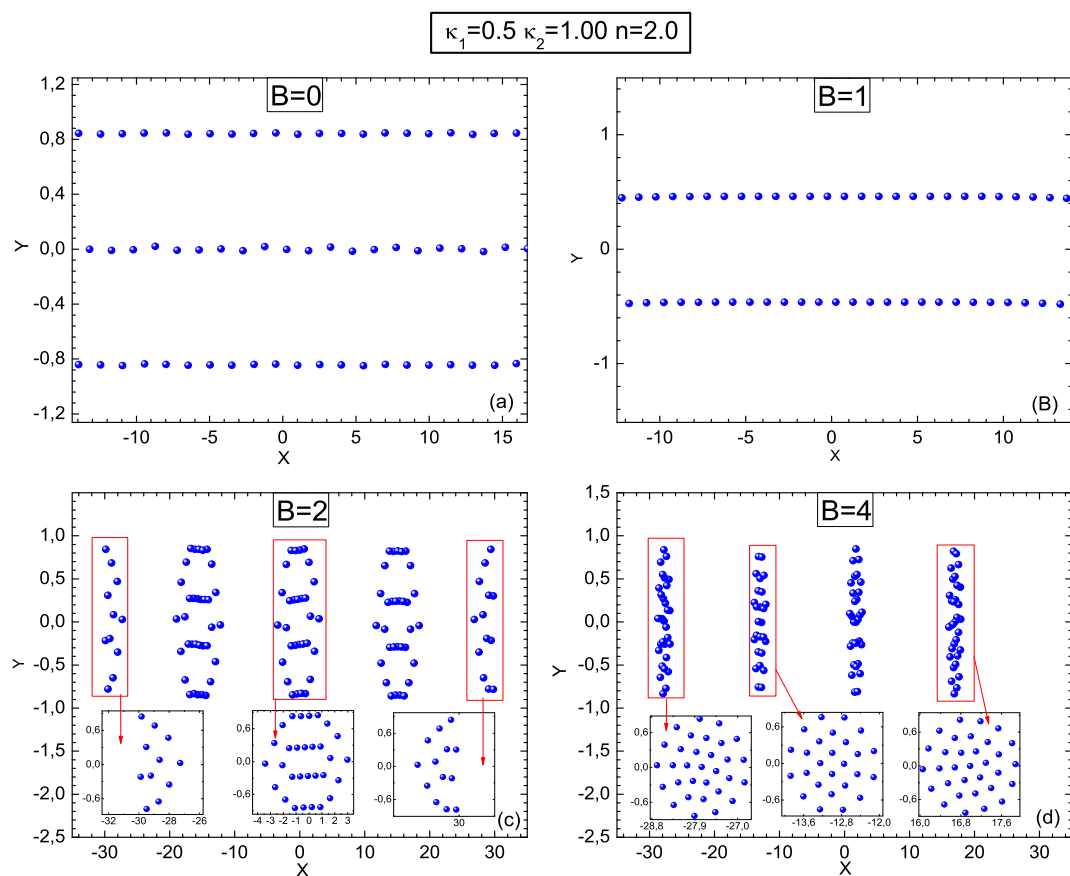 κ1=0.5 κ2=1.00 n=2.0
B=0
1,2
0,8
0,4
0,0
-0,4
-0,8
-1,2
Y
-10 -5 0 5 10 15
X
(a)
B=1
1
0
-1
Y
-10 -5 0 5 10
X
(B)
B=2
1.0
0.5
0.0
-0.5
-1.0
-1.5
-2.0
-2.5
Y
-30 -20 -10 0 10 20 30
X
(c)
0.6
0.0
-0.6
-32 -30 -28 -26
0.6
0.0
-0.6
-4 -3 -2 -1 0 1 2 3
0.6
0.0
-0.6
30
B=4
1,5
1,0
0,5
0,0
-0,5
-1,0
-1,5
-2,0
-2,5
Y
-30 -20 -10 0 10 20 30
X
(d)
0,6
0,0
-0,6
-28,8 -27,9 -27,0
0,6
0,0
-0,6
-13,6 -12,8 -12,0
0,6
0,0
-0,6
16,0 16,8 17,6